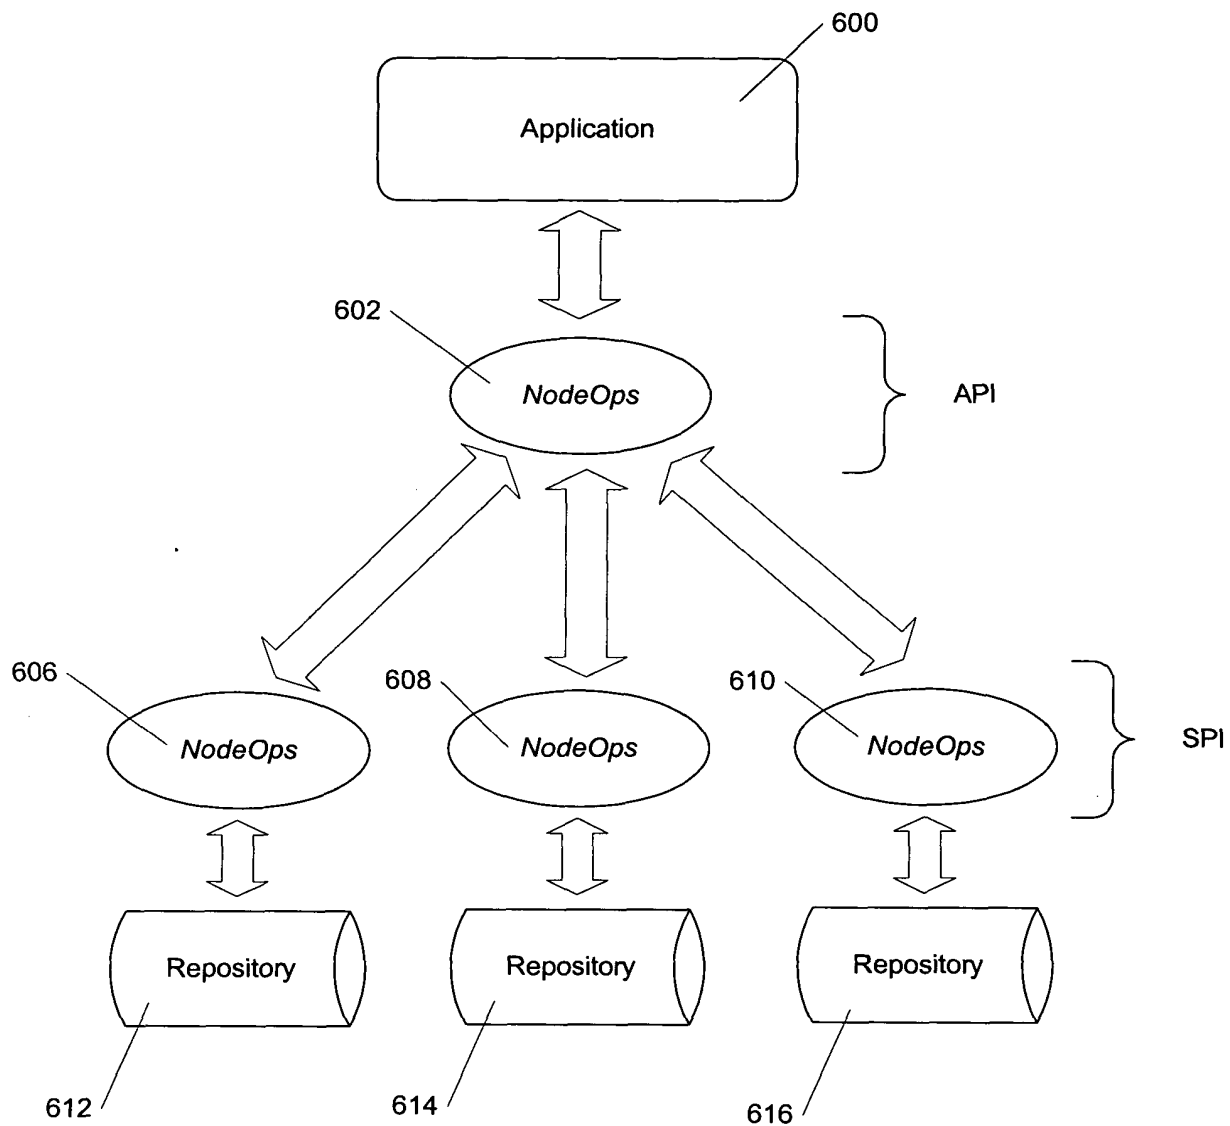 600
Application
602
NodeOps
API
606
608
610
NodeOps
NodeOps
NodeOps
SPI
Repository
Repository
Repository
612
614
616